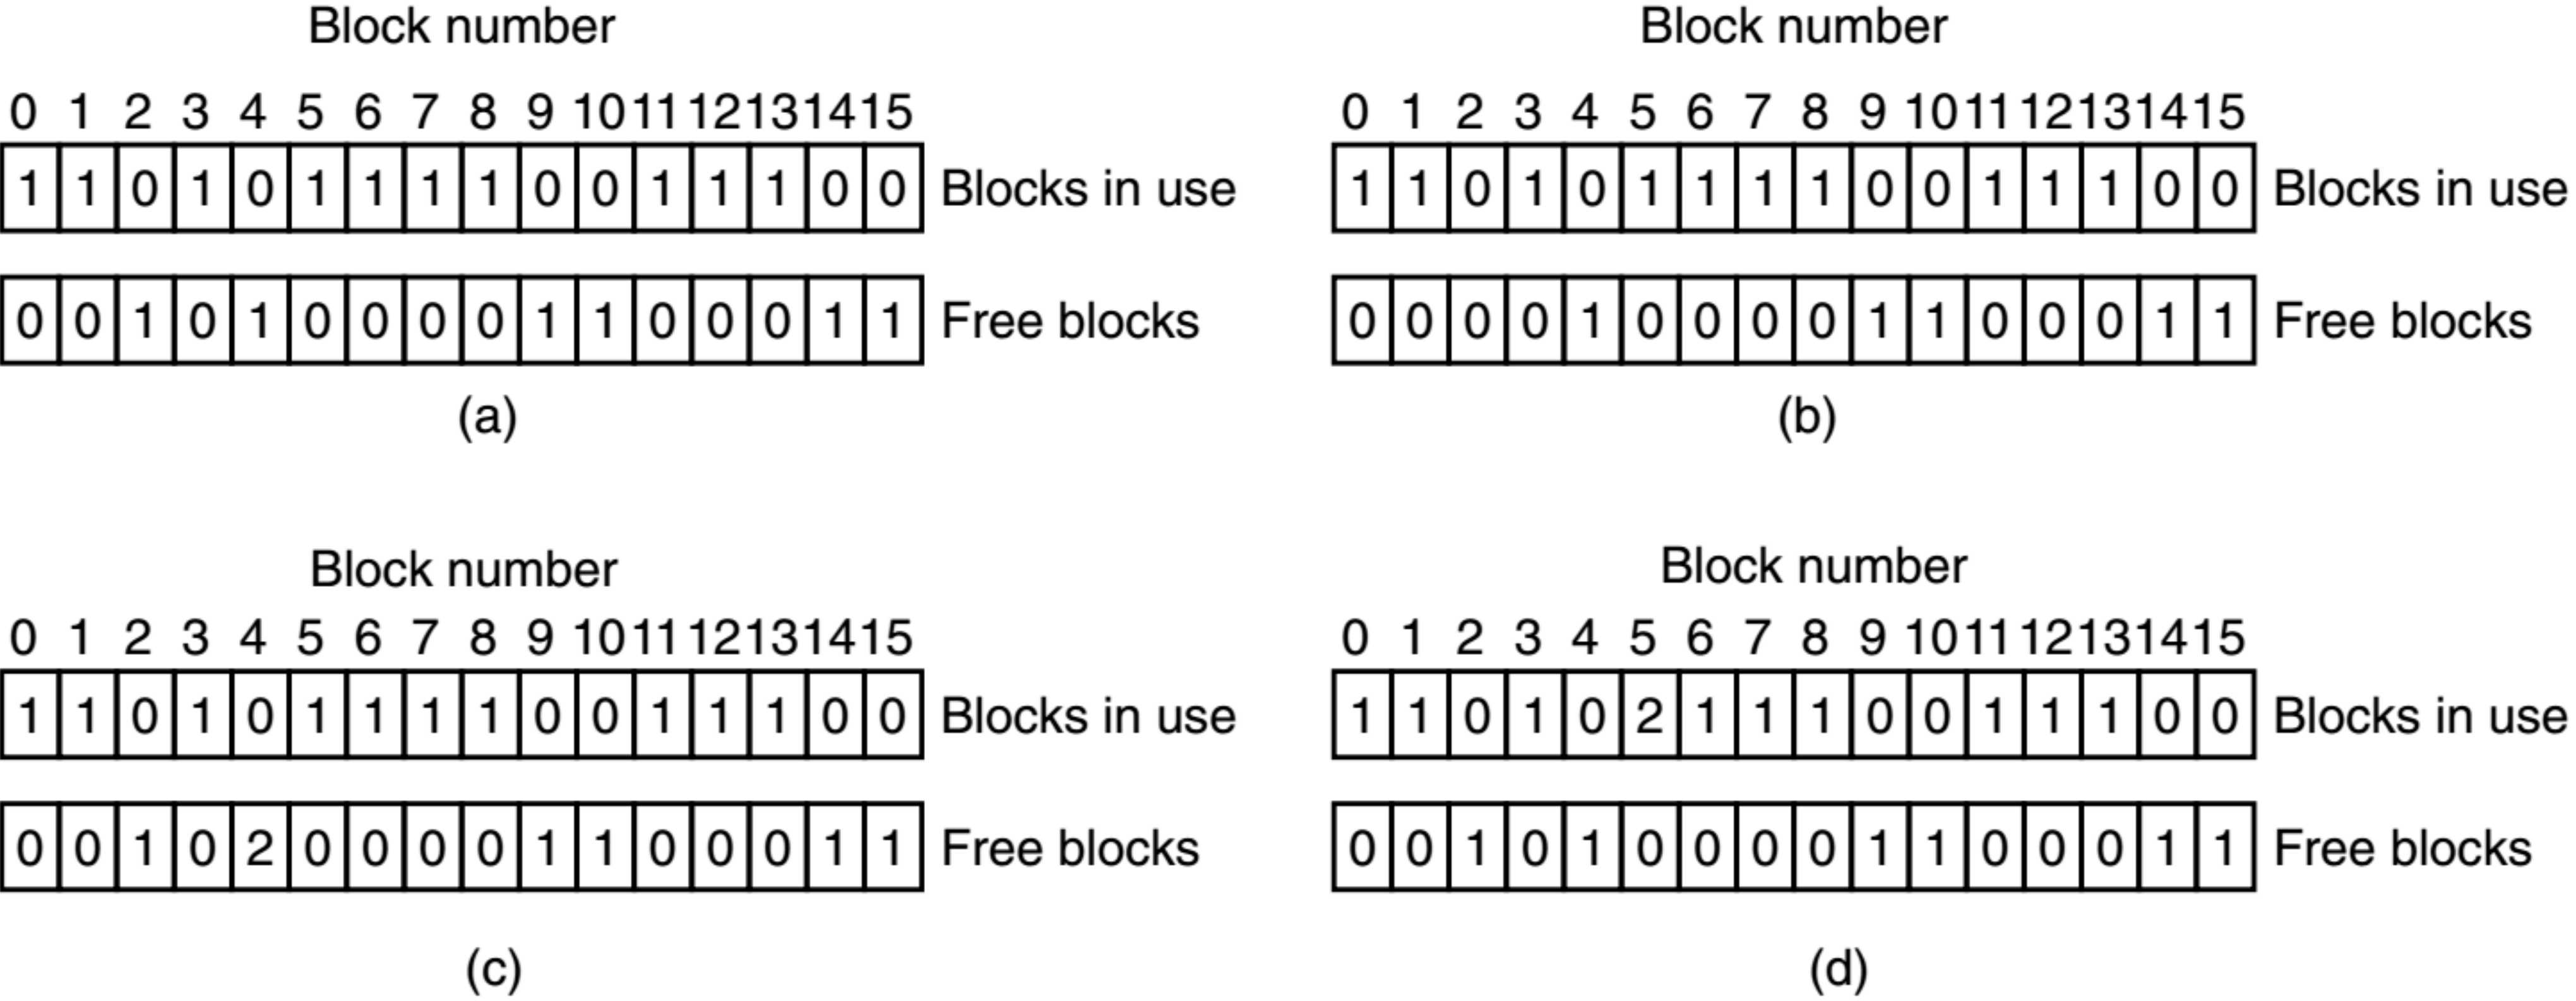 Block number
0 1 2 3 4 5 6 7 8 9 10 11 12 13 14 15
1 1 0 1 0 1 1 1 1 0 0 1 1 1 0 0 Blocks in use
0 0 1 0 1 0 0 0 0 1 1 0 0 0 1 1 Free blocks
(a)
Block number
0 1 2 3 4 5 6 7 8 9 10 11 12 13 14 15
1 1 0 1 0 1 1 1 1 0 0 1 1 1 0 0 Blocks in use
0 0 0 0 1 0 0 0 0 1 1 0 0 0 1 1 Free blocks
(b)
Block number
0 1 2 3 4 5 6 7 8 9 10 11 12 13 14 15
1 1 0 1 0 1 1 1 1 0 0 1 1 1 0 0 Blocks in use
0 0 1 0 2 0 0 0 0 1 1 0 0 0 1 1 Free blocks
(c)
Block number
0 1 2 3 4 5 6 7 8 9 10 11 12 13 14 15
1 1 0 1 0 2 1 1 1 0 0 1 1 1 0 0 Blocks in use
0 0 1 0 1 0 0 0 0 1 1 0 0 0 1 1 Free blocks
(d)